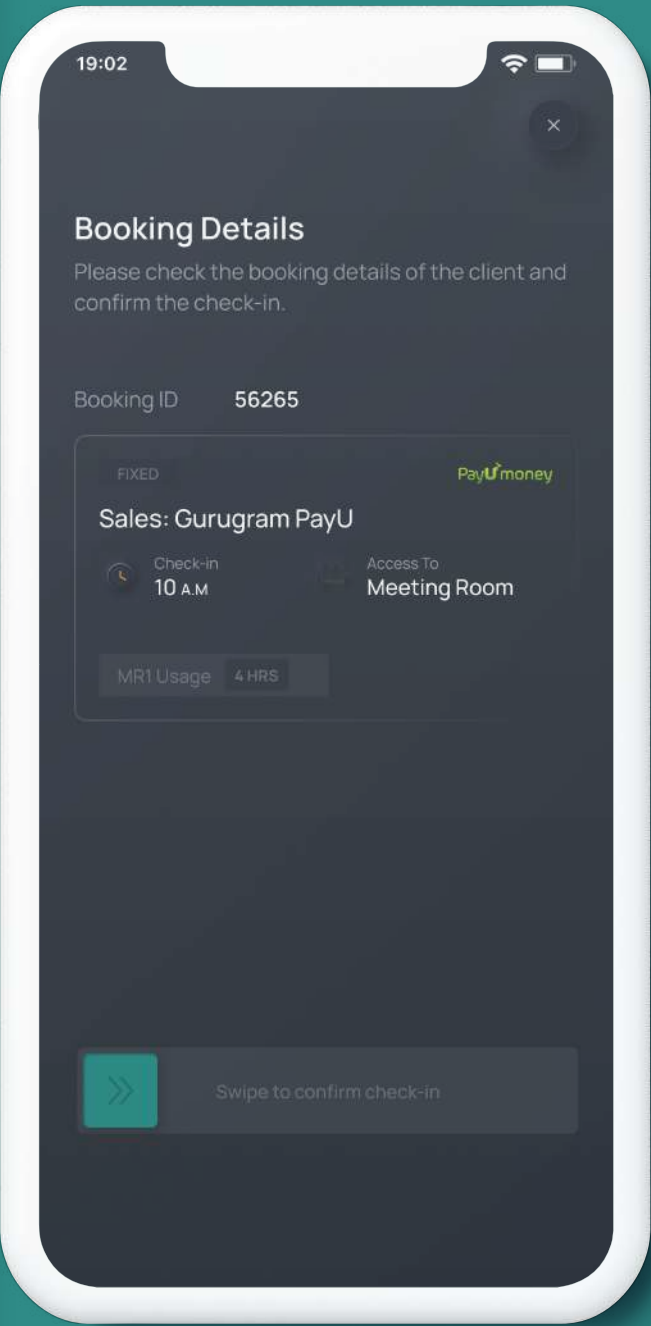 19:02
Booking Details
Please check the booking details of the client and
confirm the check-in.
Booking ID 56265
FIXED PayUmoney
Sales: Gurugram PayU
Check-in Access To
10 A.M Meeting Room
MR1 Usage 4 HRS
Swipe to confirm check-in